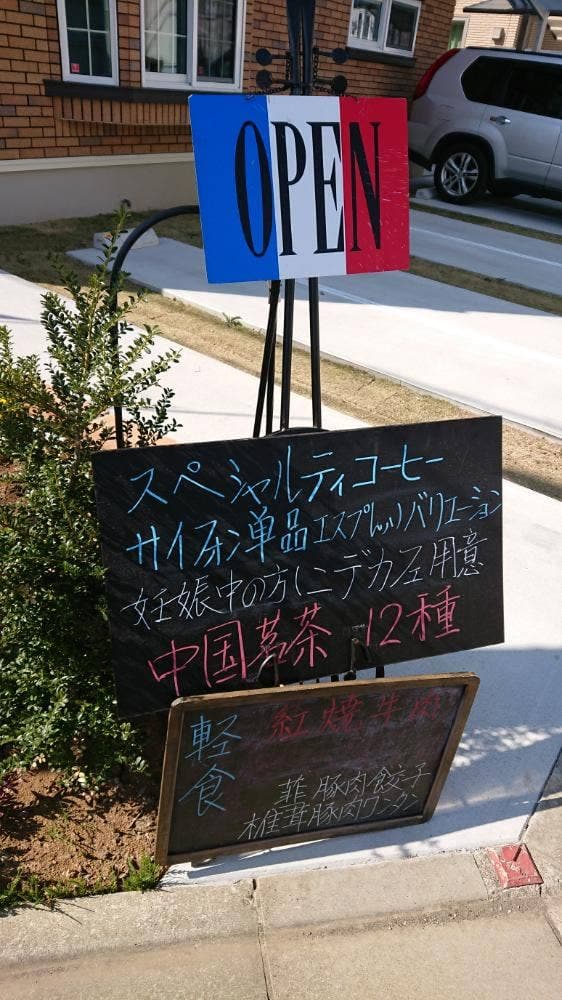 OPEN
スペシャルティコーヒー
サイフォン単品エスプレッソバリエーション
妊娠中の方にデカフェ用意
中国茗茶 12種
軽食
紅焼牛肉
韮豚肉餃子
椎茸豚肉ワンタン